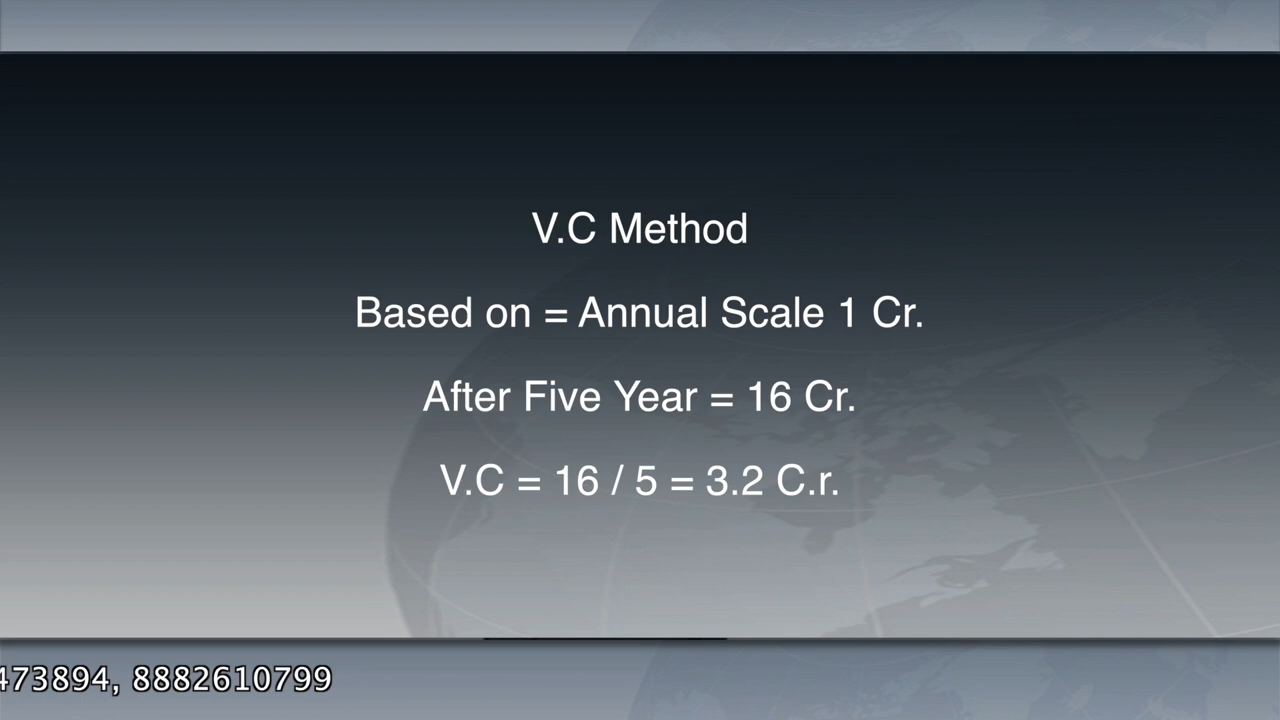 V.C Method
Based on = Annual Scale 1 Cr.
After Five Year = 16 Cr.
V.C = 16 / 5 = 3.2 C.r.
473894, 8882610799